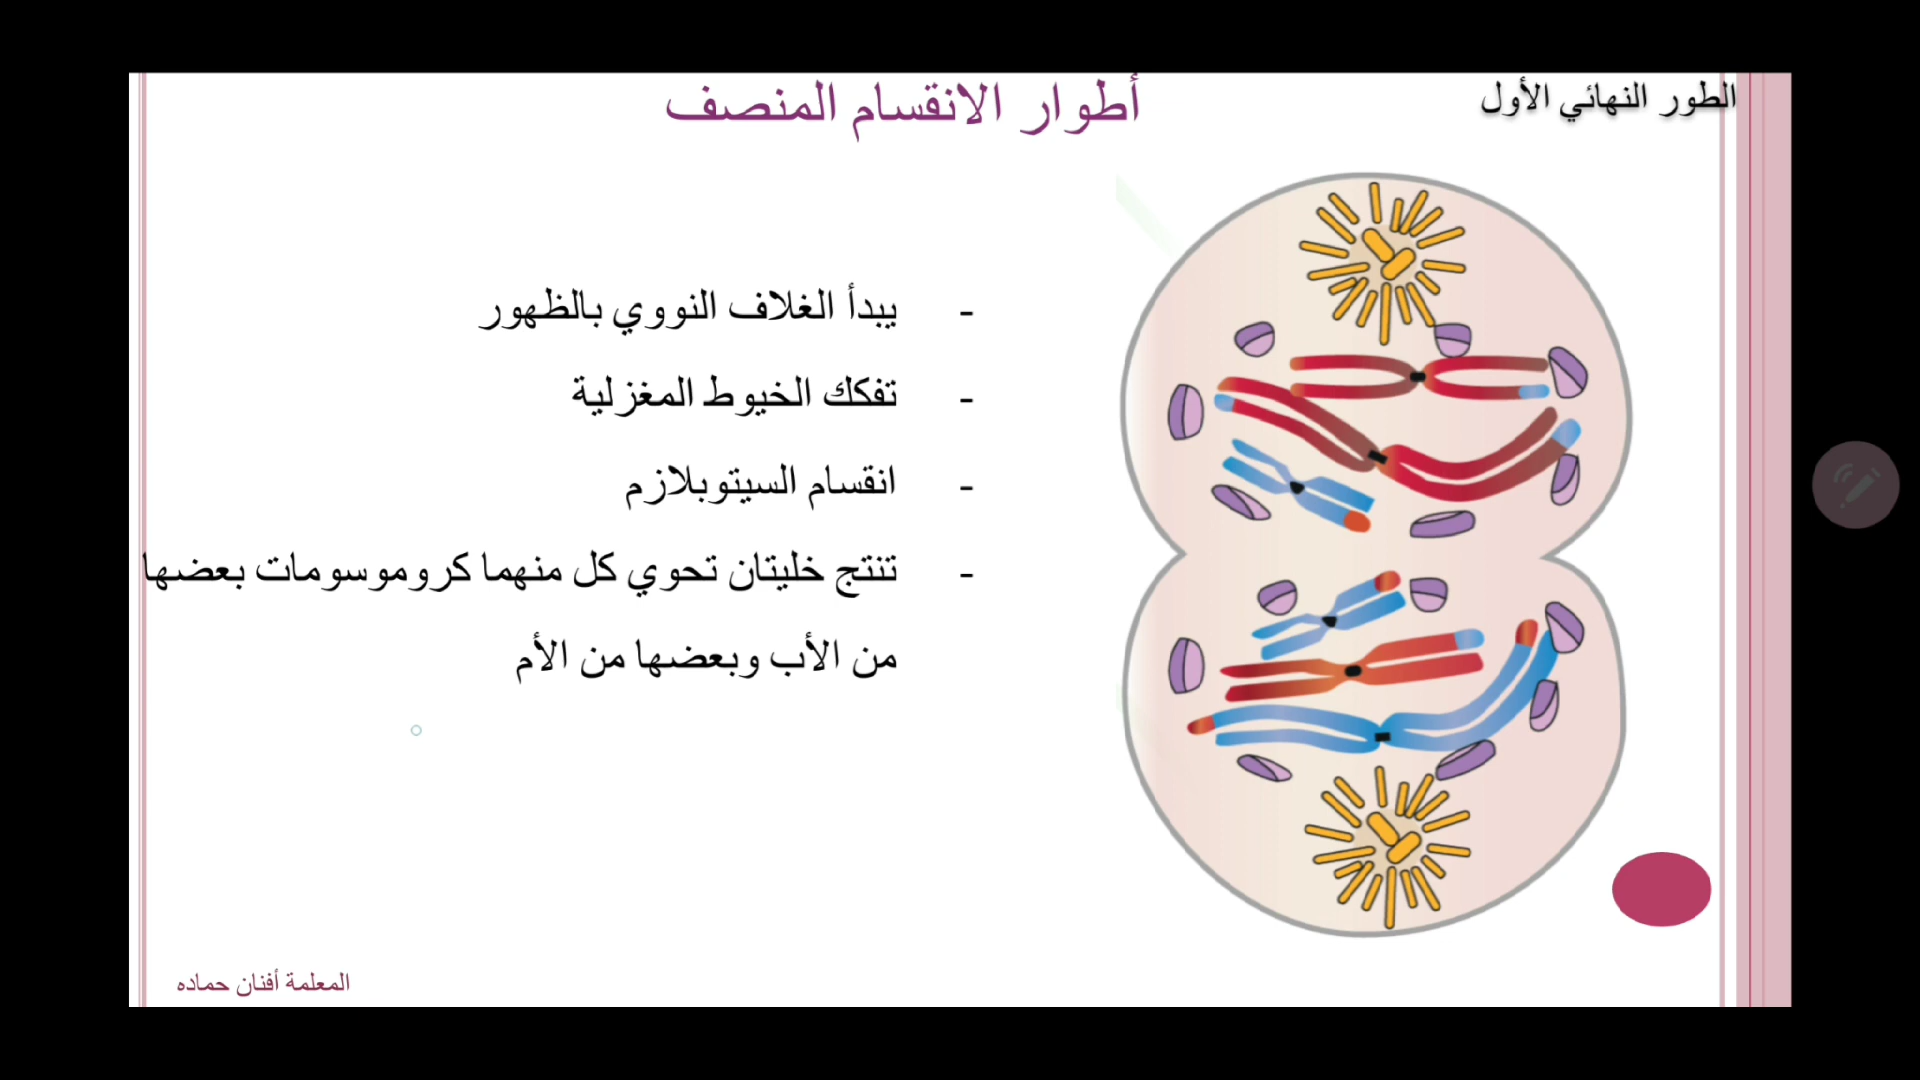 الطور النهائي الأول
أطوار الانقسام المنصف
- يبدأ الغلاف النووي بالظهور
- تفكك الخيوط المغزلية
- انقسام السيتوبلازم
- تنتج خليتان تحوي كل منهما كروموسومات بعضها
من الأب وبعضها من الأم
المعلمة أفنان حماده